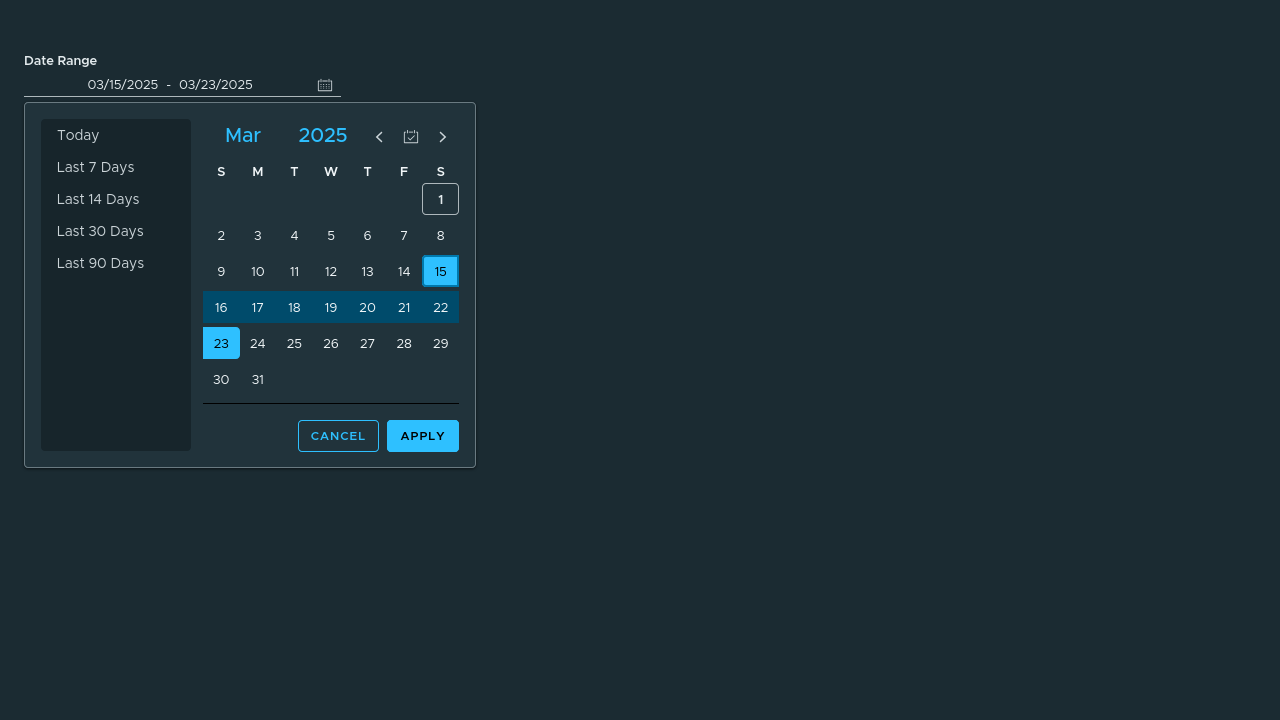 Date Range
03/15/2025 - 03/23/2025
Today
Last 7 Days
Last 14 Days
Last 30 Days
Last 90 Days
Mar 2025
S M T W T F S
1
2 3 4 5 6 7 8
9 10 11 12 13 14 15
16 17 18 19 20 21 22
23 24 25 26 27 28 29
30 31
CANCEL APPLY